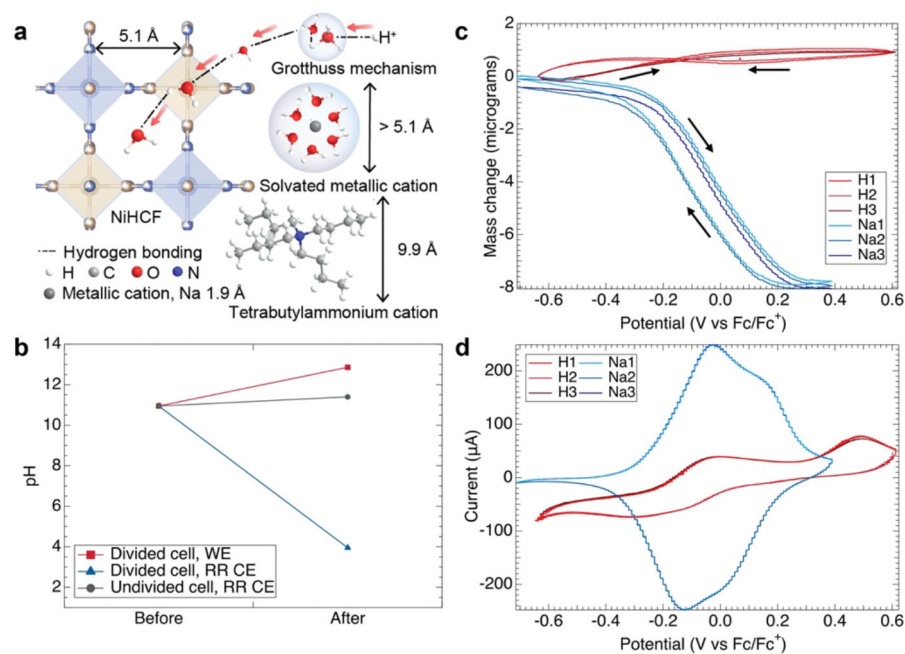 a
5.1 Å
H⁺
Grotthuss mechanism
> 5.1 Å
Solvated metallic cation
NiHCF
Hydrogen bonding
H C O N
Metallic cation, Na 1.9 Å
9.9 Å
Tetrabutylammonium cation
b
14
12
10
8
6
4
2
pH
Divided cell, WE
Divided cell, RR CE
Undivided cell, RR CE
Before After
c
2
0
-2
-4
-6
-8
Mass change (micrograms)
H1
H2
H3
Na1
Na2
Na3
-0.6 -0.4 -0.2 0.0 0.2 0.4 0.6
Potential (V vs Fc/Fc⁺)
d
H1 Na1
H2 Na2
H3 Na3
200
100
0
-100
-200
Current (µA)
-0.6 -0.4 -0.2 0.0 0.2 0.4 0.6
Potential (V vs Fc/Fc⁺)